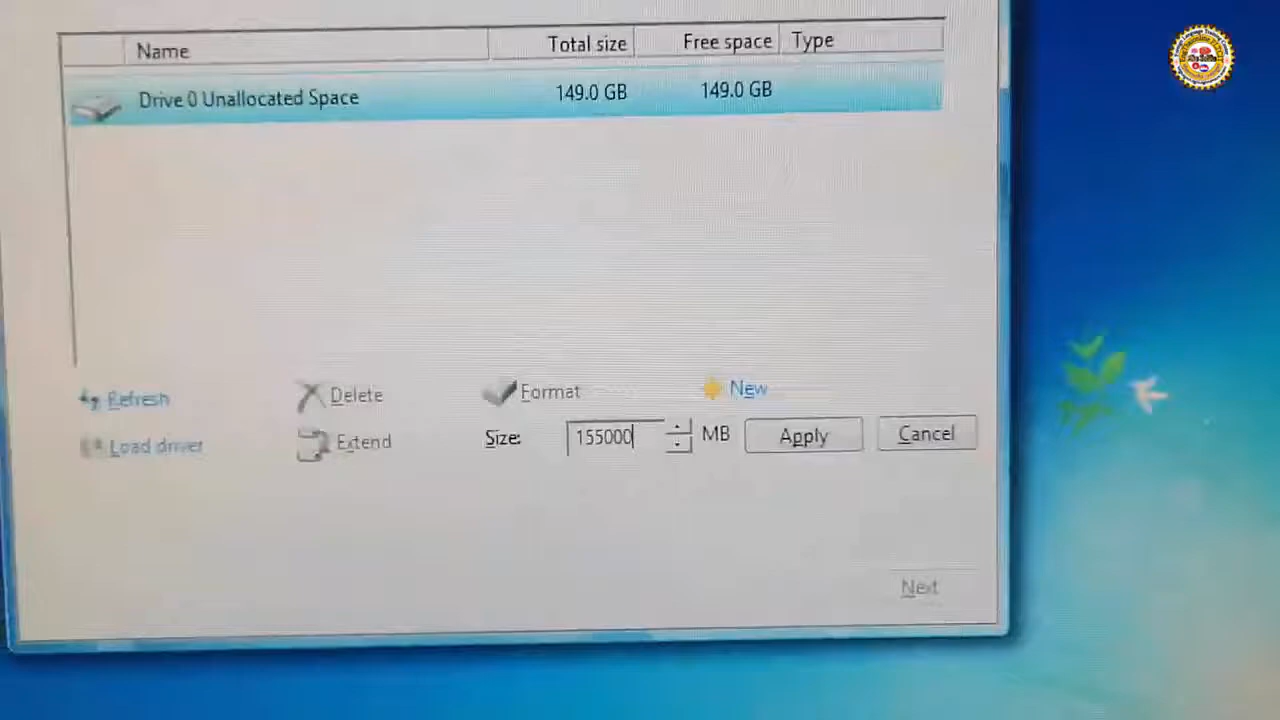 Name Total size Free space Type
Drive 0 Unallocated Space 149.0 GB 149.0 GB
Refresh Delete Format New
Load driver Extend Size: 155000 MB Apply Cancel
Next